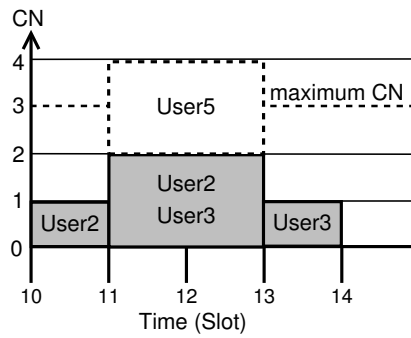 CN
4
User5
maximum CN
3
2
User2
User3
1
User2
User3
0
10
11
12
13
14
Time (Slot)